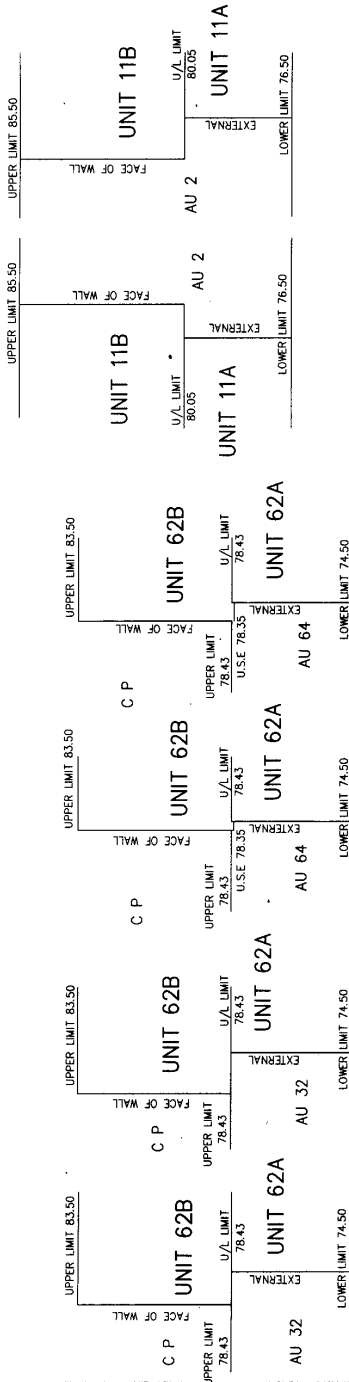 UPPER LIMIT 83.50
FACE OF WALL
UNIT 62B
C P
UPPER LIMIT
78.43
U/L LIMIT
78.43
UNIT 62A
EXTERNAL
AU 32
LOWER LIMIT 74.50
UPPER LIMIT 83.50
FACE OF WALL
UNIT 62B
C P
UPPER LIMIT
78.43
U/L LIMIT
78.43
UNIT 62A
EXTERNAL
AU 32
LOWER LIMIT 74.50
UPPER LIMIT 83.50
C P
FACE OF WALL
UNIT 62B
UPPER LIMIT
78.43
U.S.E 78.35
U/L LIMIT
78.43
UNIT 62A
EXTERNAL
AU 64
LOWER LIMIT 74.50
UPPER LIMIT 83.50
C P
FACE OF WALL
UNIT 62B
UPPER LIMIT
78.43
U.S.E 78.35
U/L LIMIT
78.43
UNIT 62A
EXTERNAL
AU 64
LOWER LIMIT 74.50
UPPER LIMIT 85.50
FACE OF WALL
UNIT 11B
U/L LIMIT
80.05
AU 2
UNIT 11A
EXTERNAL
LOWER LIMIT 76.50
UPPER LIMIT 85.50
FACE OF WALL
UNIT 11B
U/L LIMIT
80.05
AU 2
UNIT 11A
EXTERNAL
LOWER LIMIT 76.50